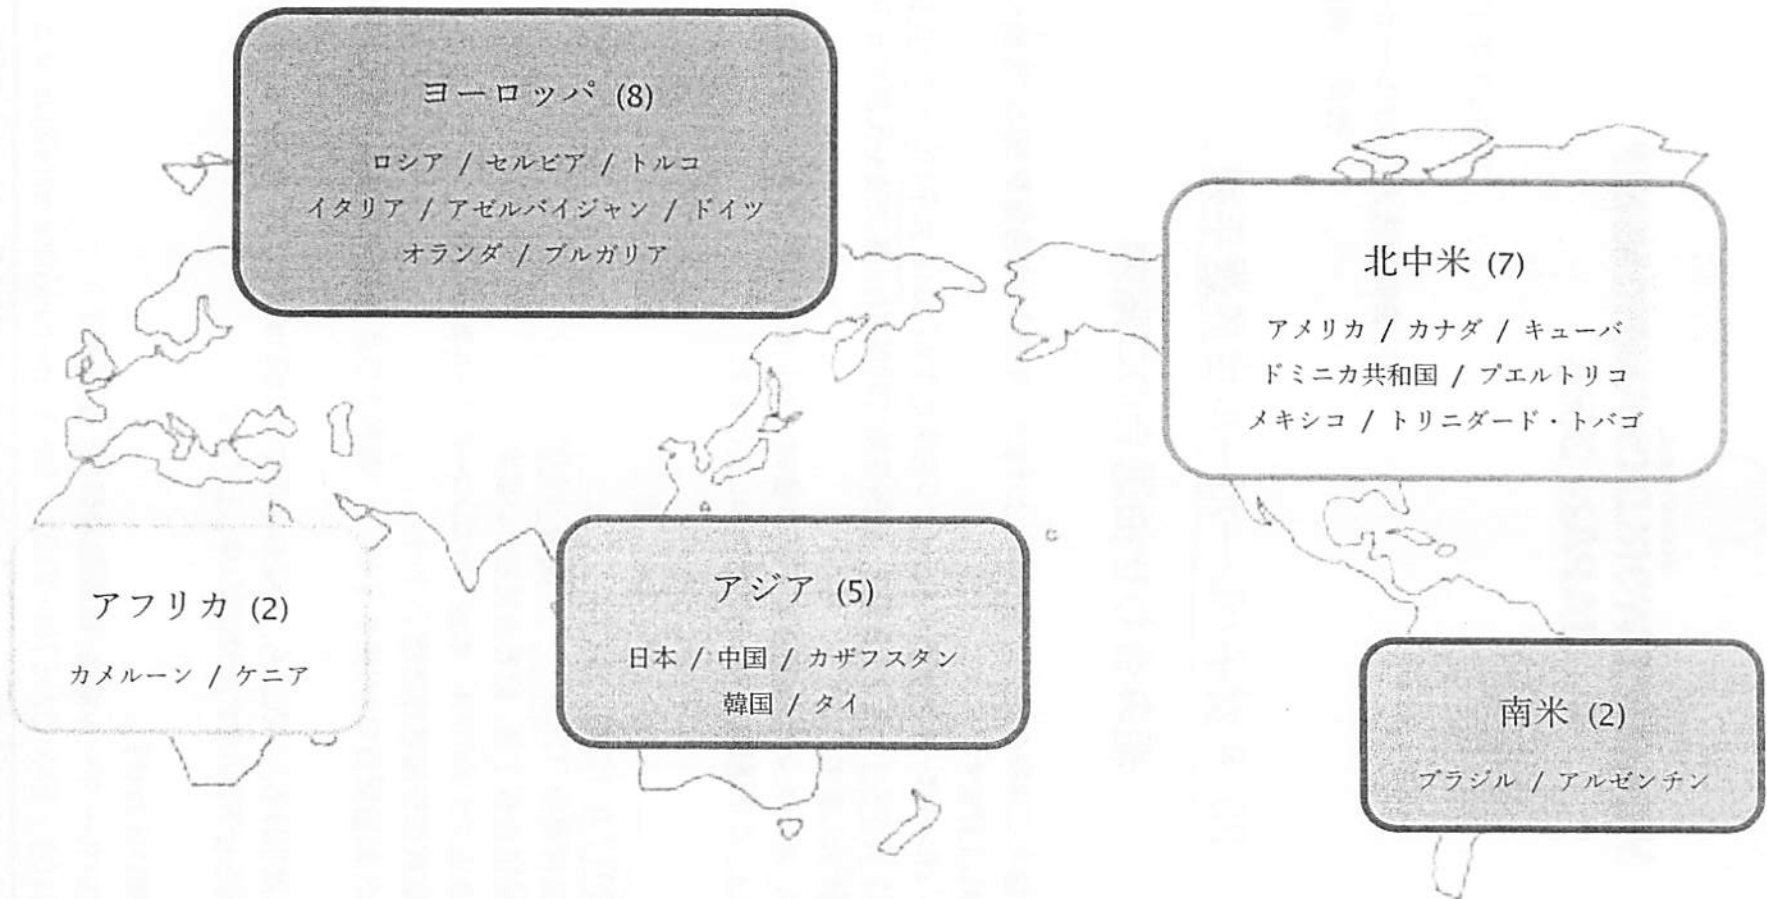 ヨーロッパ (8)
ロシア / セルビア / トルコ
イタリア / アゼルバイジャン / ドイツ
オランダ / ブルガリア
北中米 (7)
アメリカ / カナダ / キューバ
ドミニカ共和国 / プエルトリコ
メキシコ / トリニダード・トバゴ
アフリカ (2)
カメルーン / ケニア
アジア (5)
日本 / 中国 / カザフスタン
韓国 / タイ
南米 (2)
ブラジル / アルゼンチン